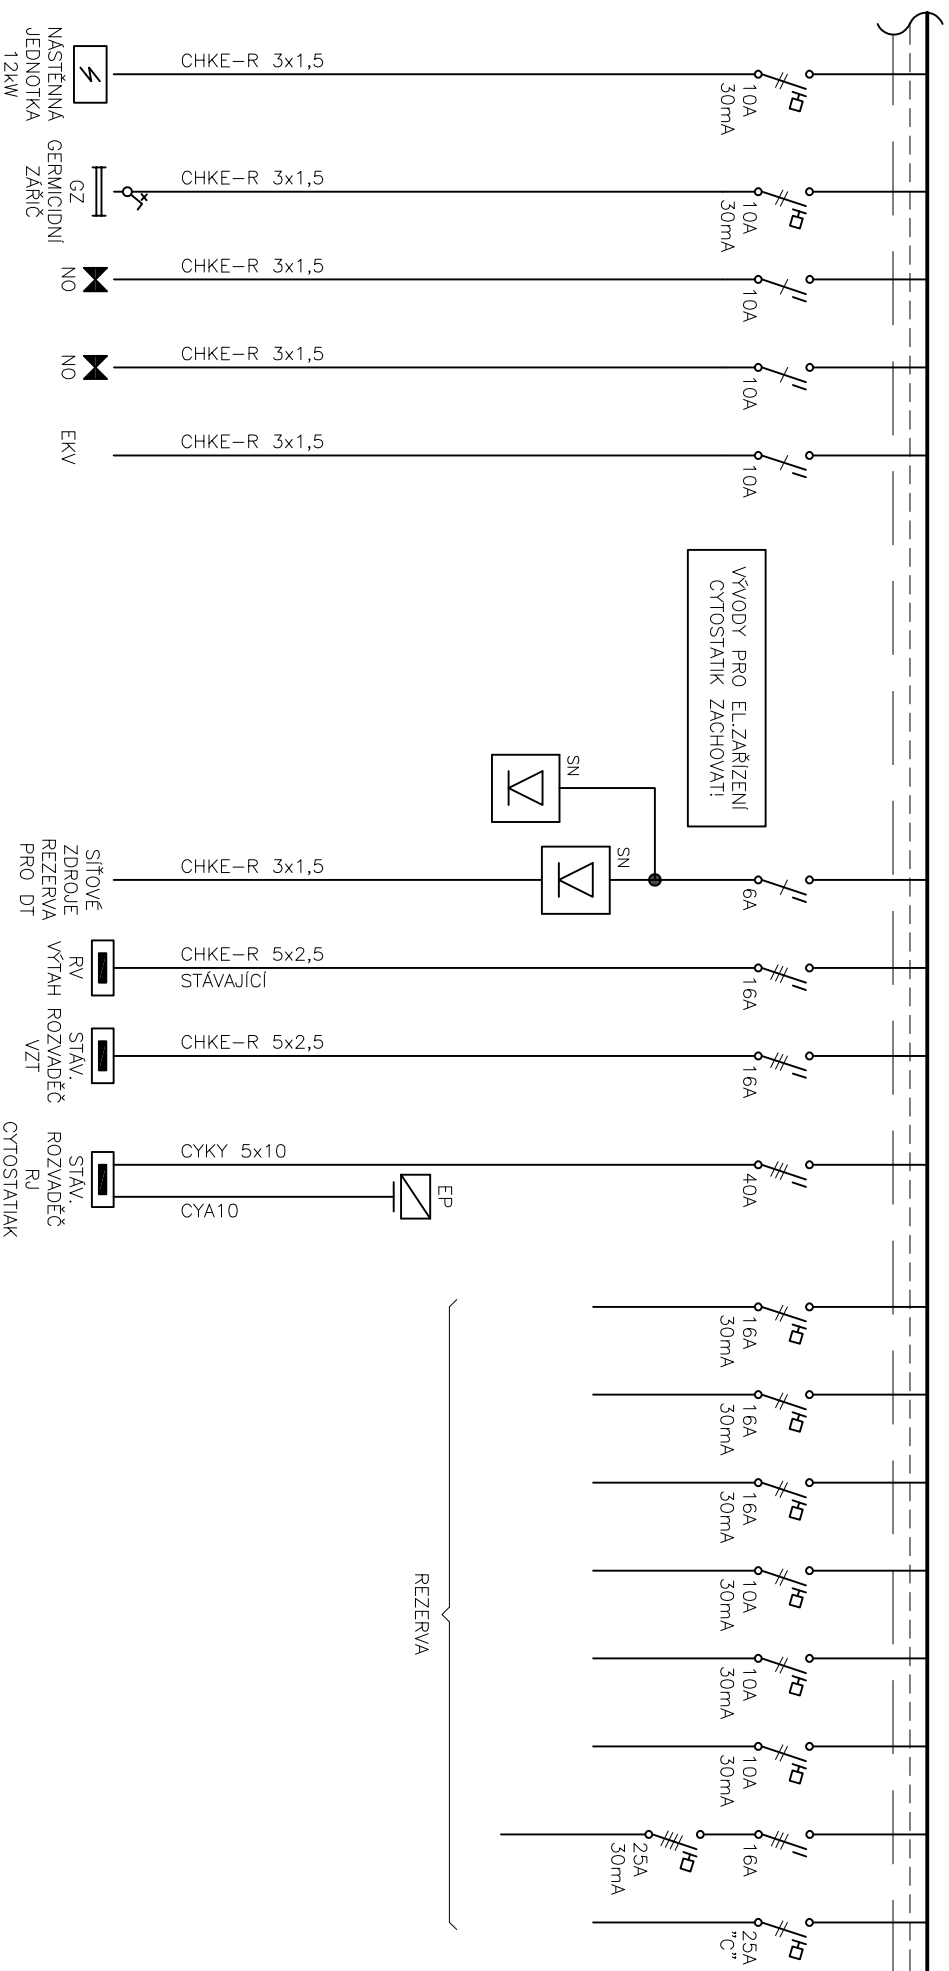 CHKE-R 3x1,5
10A
30mA
NÁSTĚNNÁ
JEDNOTKA
12kW
CHKE-R 3x1,5
10A
30mA
GZ
GERMICIDNÍ
ZÁŘIČ
CHKE-R 3x1,5
10A
NO
CHKE-R 3x1,5
10A
NO
CHKE-R 3x1,5
10A
EKV
VÝVODY PRO EL.ZAŘÍZENÍ
CYTOSTATIK ZACHOVAT!
SN
SN
6A
CHKE-R 3x1,5
SÍŤOVÉ
ZDROJE
REZERVA
PRO DT
CHKE-R 5x2,5
STÁVAJÍCÍ
16A
RV
VÝTAH
CHKE-R 5x2,5
16A
STÁV.
ROZVADĚČ
VZT
CYKY 5x10
40A
EP
CYA10
STÁV.
ROZVADĚČ
RJ
CYTOSTATIAK
16A
30mA
16A
30mA
16A
30mA
10A
30mA
10A
30mA
10A
30mA
16A
25A
30mA
25A
"C"
REZERVA